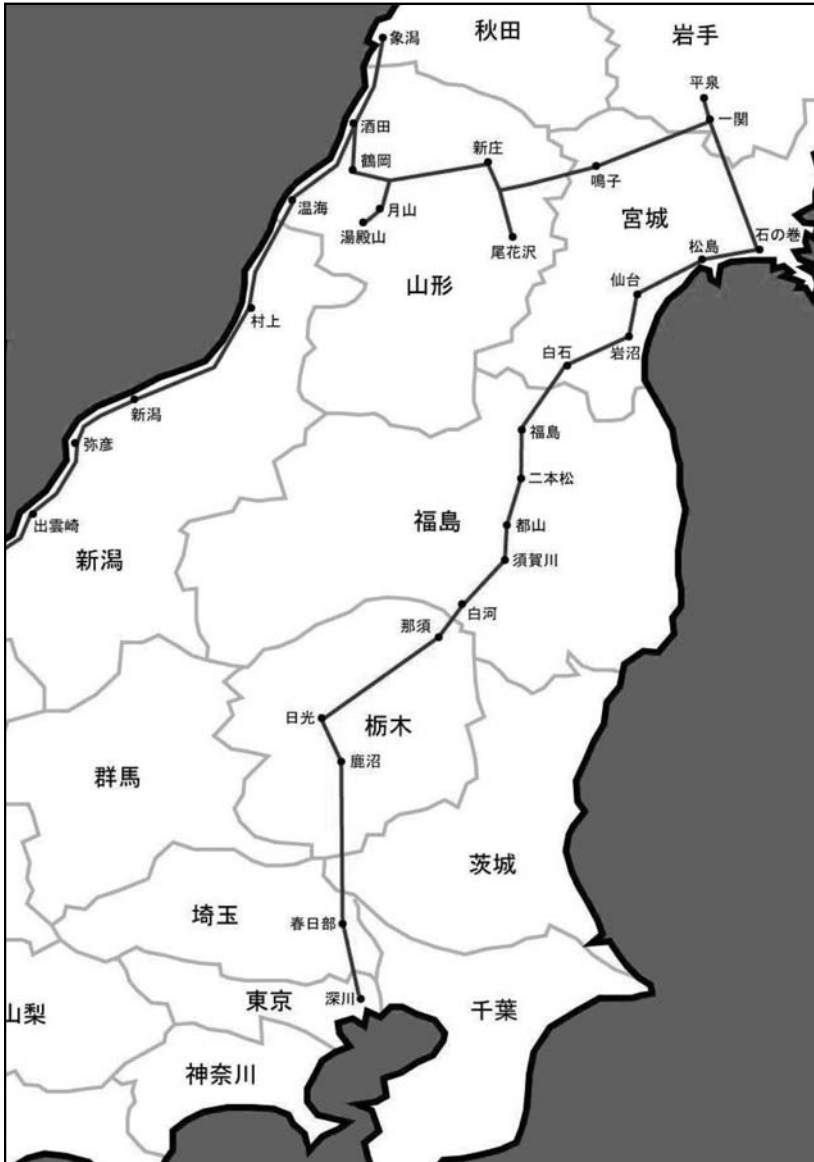 秋田
岩手
象潟
平泉
一関
酒田
新庄
鶴岡
鳴子
温海
月山
宮城
湯殿山
尾花沢
松島
石の巻
山形
仙台
村上
岩沼
白石
新潟
福島
弥彦
二本松
出雲崎
福島
都山
新潟
須賀川
白河
那須
日光
栃木
鹿沼
群馬
茨城
埼玉
春日部
東京
深川
千葉
山梨
神奈川